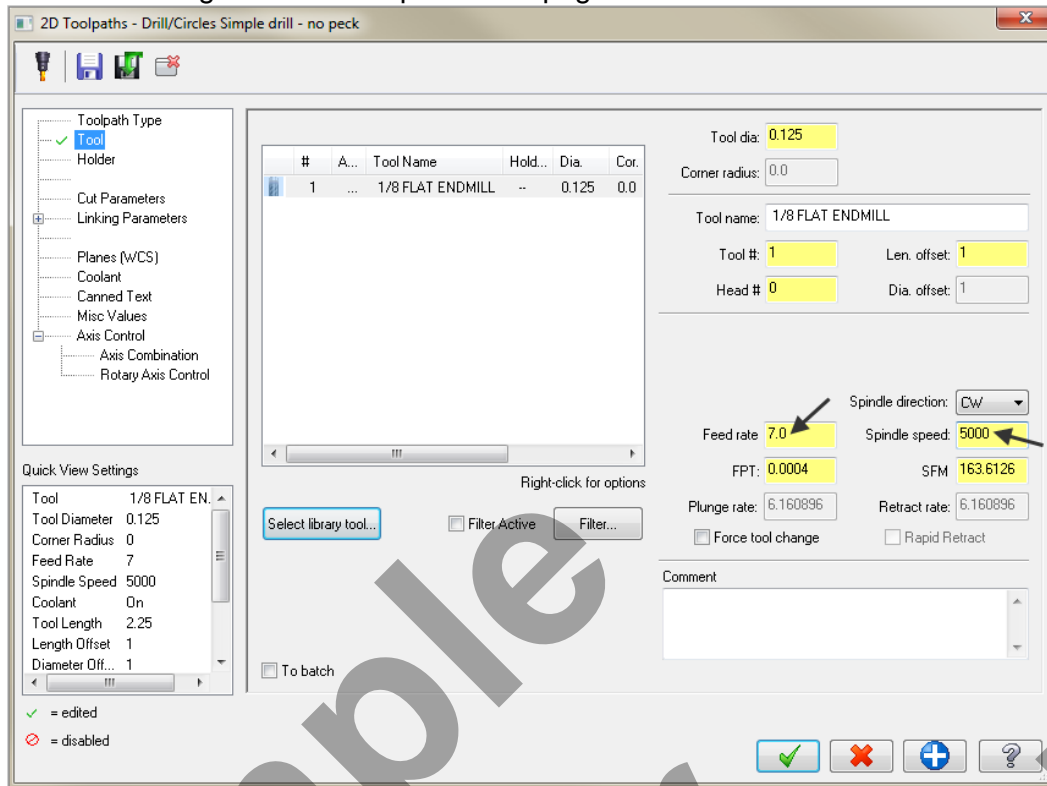 2D Toolpaths - Drill/Circles Simple drill - no peck
Toolpath Type
Tool
Holder
Cut Parameters
Linking Parameters
Planes (WCS)
Coolant
Canned Text
Misc Values
Axis Control
Axis Combination
Rotary Axis Control
# A... Tool Name Hold... Dia. Cor.
1 ... 1/8 FLAT ENDMILL -- 0.125 0.0
Right-click for options
Select library tool...
Filter Active
Filter...
To batch
Tool dia: 0.125
Corner radius: 0.0
Tool name: 1/8 FLAT ENDMILL
Tool #: 1 Len. offset: 1
Head # 0 Dia. offset: 1
Spindle direction: CW
Feed rate 7.0 Spindle speed: 5000
FPT: 0.0004 SFM 163.6126
Plunge rate: 6.160896 Retract rate: 6.160896
Force tool change Rapid Retract
Comment
Quick View Settings
Tool 1/8 FLAT EN.
Tool Diameter 0.125
Corner Radius 0
Feed Rate 7
Spindle Speed 5000
Coolant On
Tool Length 2.25
Length Offset 1
Diameter Off... 1
= edited
= disabled